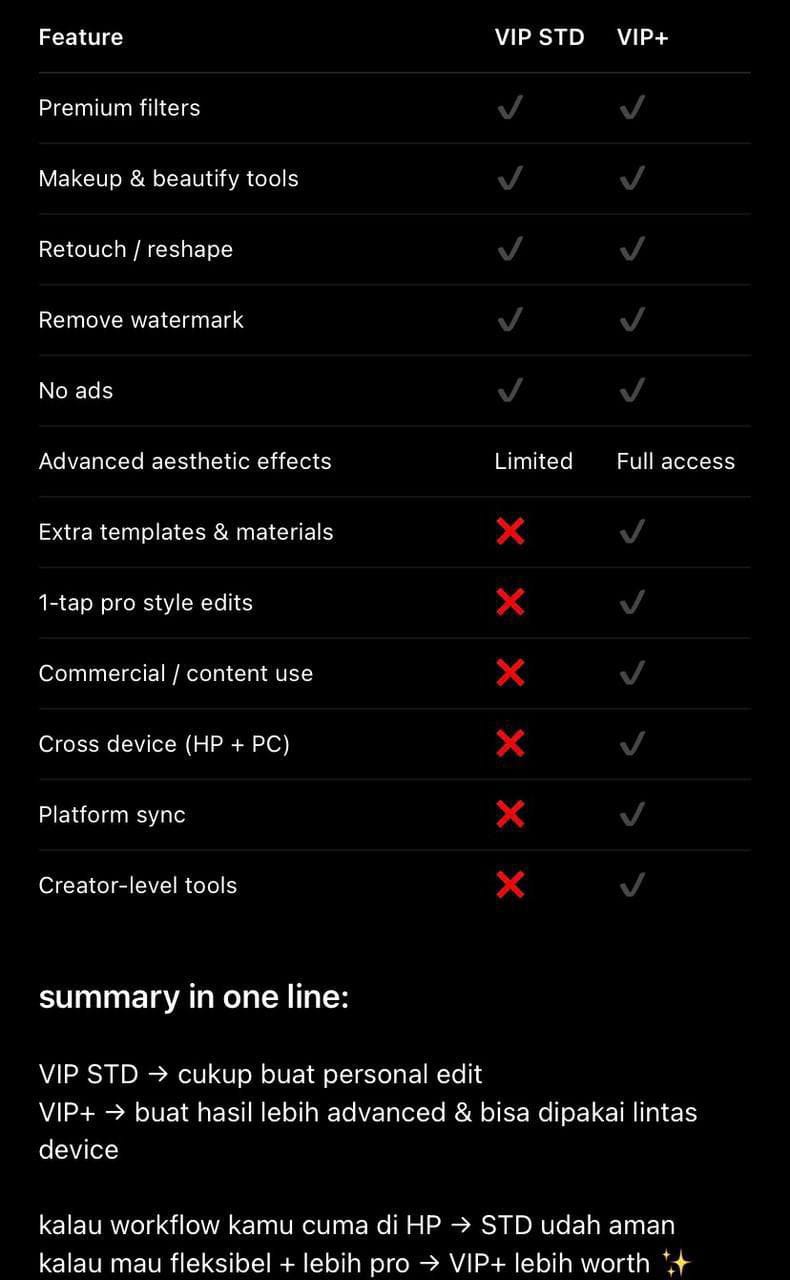 Feature VIP STD VIP+
Premium filters ✔ ✔
Makeup & beautify tools ✔ ✔
Retouch / reshape ✔ ✔
Remove watermark ✔ ✔
No ads ✔ ✔
Advanced aesthetic effects Limited Full access
Extra templates & materials ❌ ✔
1-tap pro style edits ❌ ✔
Commercial / content use ❌ ✔
Cross device (HP + PC) ❌ ✔
Platform sync ❌ ✔
Creator-level tools ❌ ✔
summary in one line:
VIP STD → cukup buat personal edit
VIP+ → buat hasil lebih advanced & bisa dipakai lintas
device
kalau workflow kamu cuma di HP → STD udah aman
kalau mau fleksibel + lebih pro → VIP+ lebih worth ✨